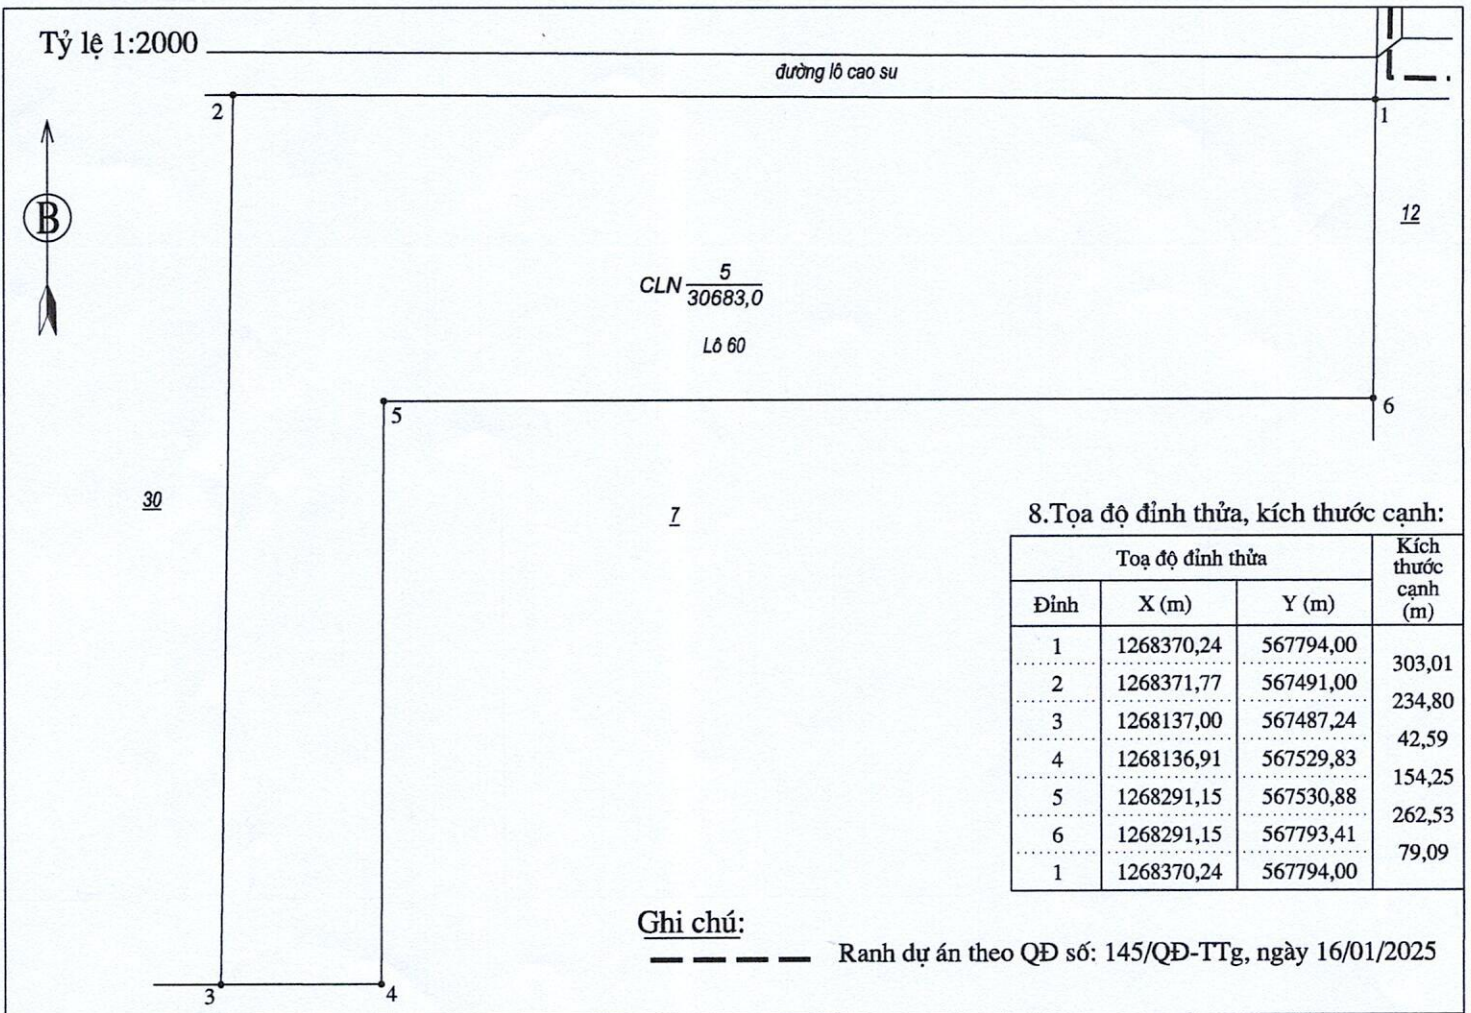 Tỷ lệ 1:2000
đường lô cao su
2
1
B
12
5
CLN
30683,0
Lô 60
5
6
30
7
8.Tọa độ đỉnh thửa, kích thước cạnh:
Toạ độ đỉnh thửa
Kích thước cạnh (m)
Đỉnh X (m) Y (m)
1 1268370,24 567794,00
303,01
2 1268371,77 567491,00
234,80
3 1268137,00 567487,24
42,59
4 1268136,91 567529,83
154,25
5 1268291,15 567530,88
262,53
6 1268291,15 567793,41
79,09
1 1268370,24 567794,00
Ghi chú:
Ranh dự án theo QĐ số: 145/QĐ-TTg, ngày 16/01/2025
3
4